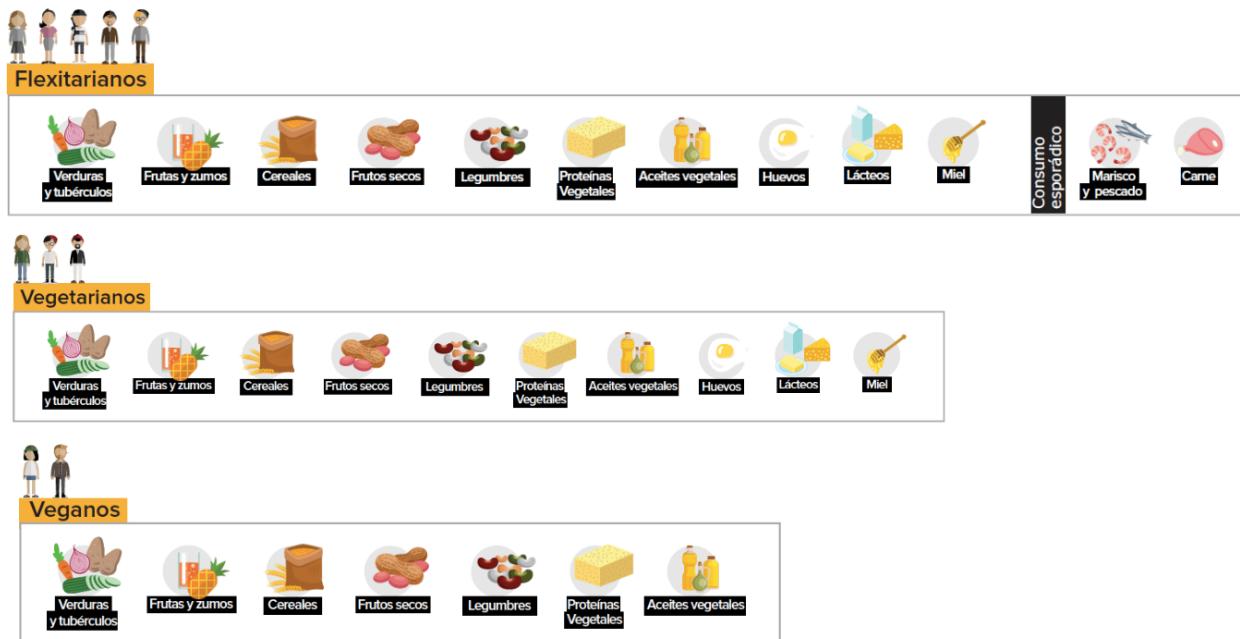 Flexitarianos
Verduras
y tubérculos
Frutas y zumos
Cereales
Frutos secos
Legumbres
Proteínas
Vegetales
Aceites vegetales
Huevos
Lácteos
Miel
Consumo
esporádico
Marisco
y pescado
Carne
Vegetarianos
Verduras
y tubérculos
Frutas y zumos
Cereales
Frutos secos
Legumbres
Proteínas
Vegetales
Aceites vegetales
Huevos
Lácteos
Miel
Veganos
Verduras
y tubérculos
Frutas y zumos
Cereales
Frutos secos
Legumbres
Proteínas
Vegetales
Aceites vegetales